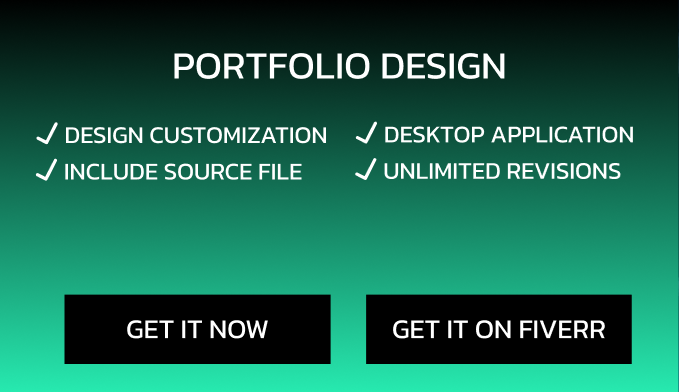 PORTFOLIO DESIGN
DESIGN CUSTOMIZATION
DESKTOP APPLICATION
INCLUDE SOURCE FILE
UNLIMITED REVISIONS
GET IT NOW
GET IT ON FIVERR